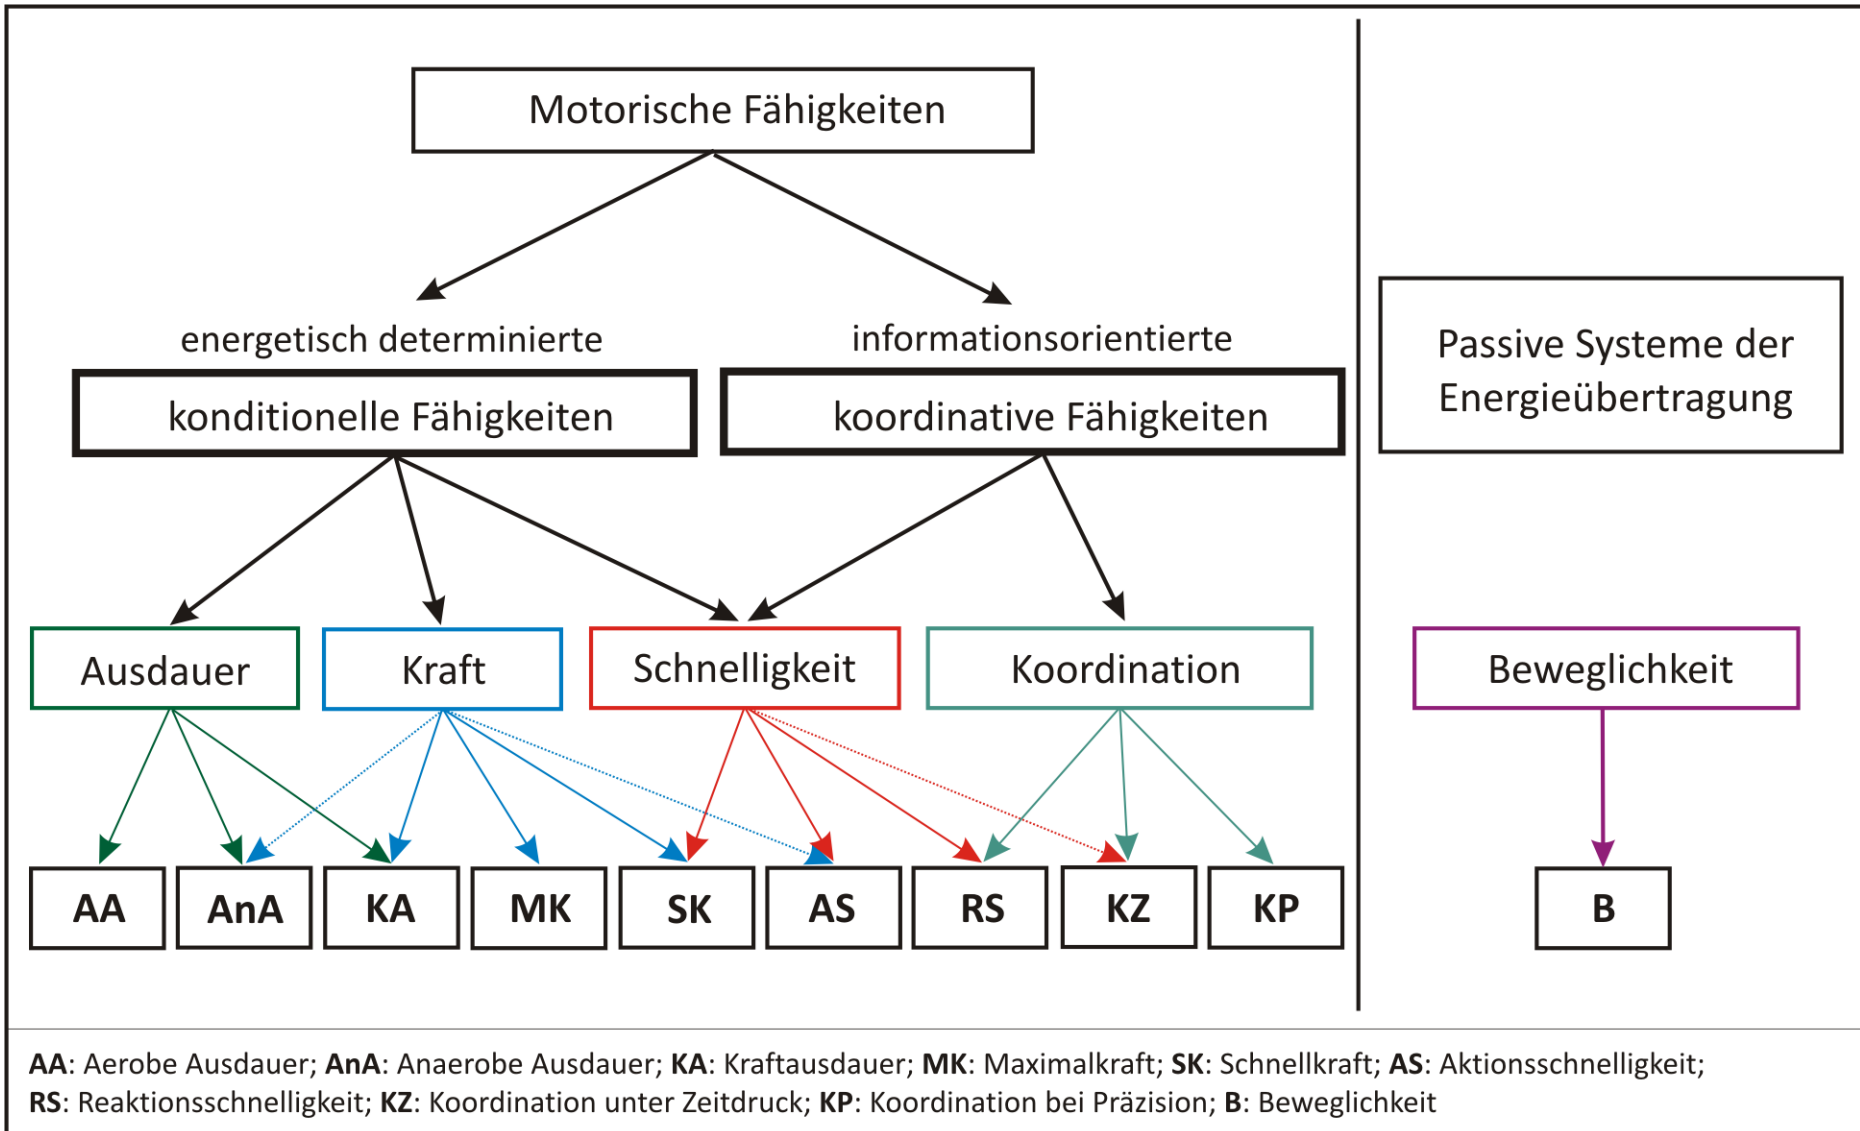 Motorische Fähigkeiten
energetisch determinierte
konditionelle Fähigkeiten
informationsorientierte
koordinative Fähigkeiten
Passive Systeme der
Energieübertragung
Ausdauer
Kraft
Schnelligkeit
Koordination
Beweglichkeit
AA
AnA
KA
MK
SK
AS
RS
KZ
KP
B
AA: Aerobe Ausdauer; AnA: Anaerobe Ausdauer; KA: Kraftausdauer; MK: Maximalkraft; SK: Schnellkraft; AS: Aktionsschnelligkeit;
RS: Reaktionsschnelligkeit; KZ: Koordination unter Zeitdruck; KP: Koordination bei Präzision; B: Beweglichkeit